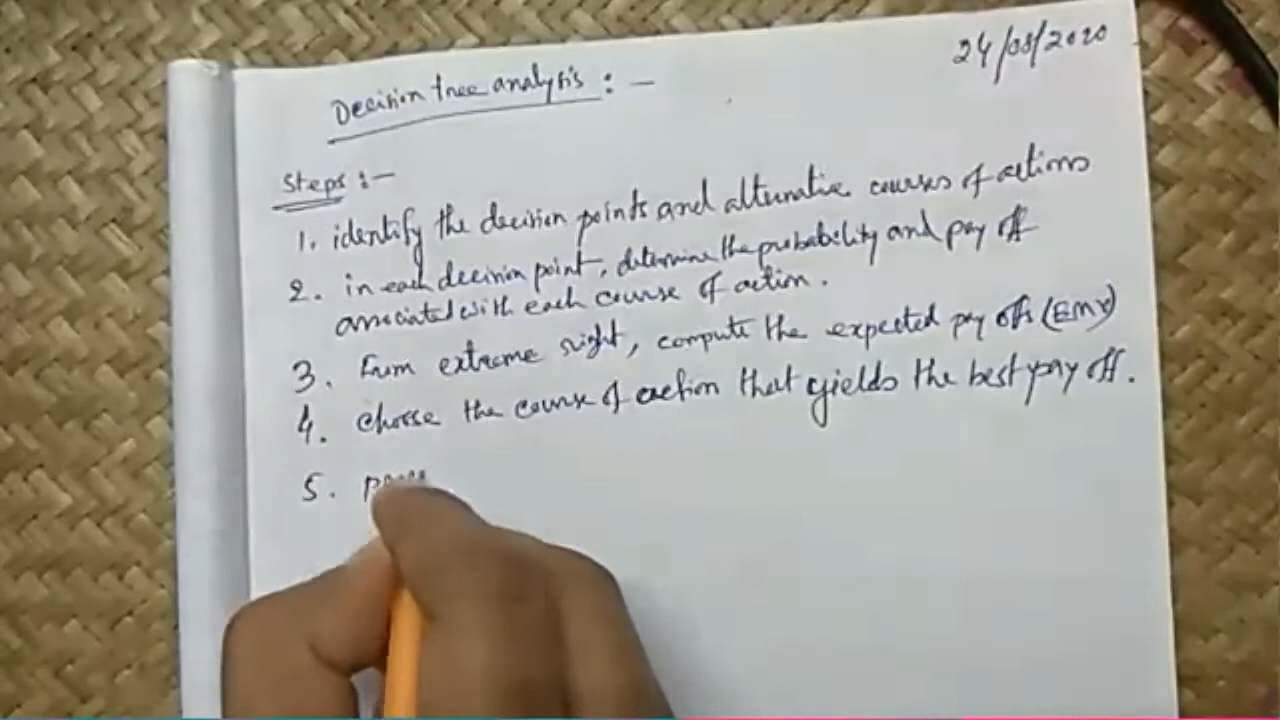 24/08/2020
Decision tree analysis : -
Steps :-
1. identify the decision points and alternative courses of actions
2. in each decision point, determine the probability and pay off
associated with each course of action .
3. From extreme right, compute the expected pay offs (EMV)
4. choose the course of action that yields the best pay off .
5.